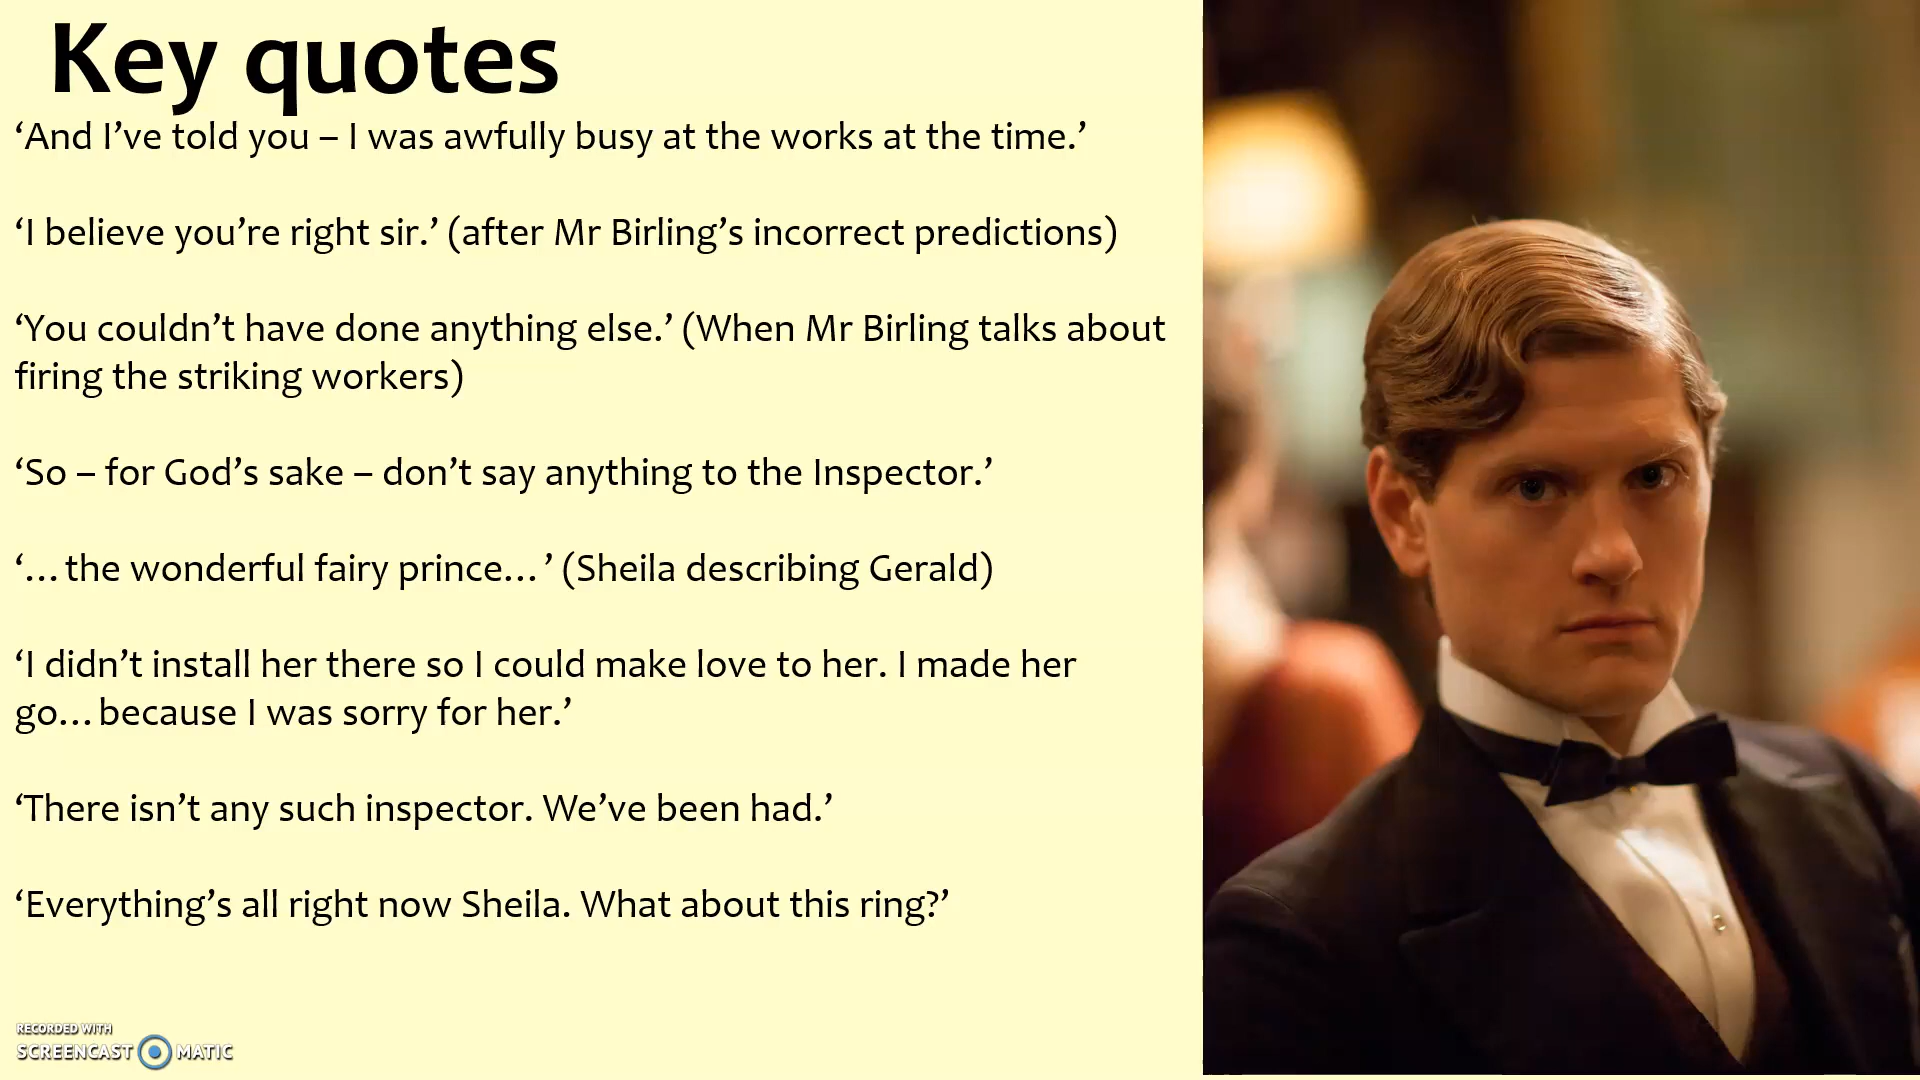 Key quotes
‘And I’ve told you – I was awfully busy at the works at the time.’
‘I believe you’re right sir.’ (after Mr Birling’s incorrect predictions)
‘You couldn’t have done anything else.’ (When Mr Birling talks about
firing the striking workers)
‘So – for God’s sake – don’t say anything to the Inspector.’
‘… the wonderful fairy prince… ’ (Sheila describing Gerald)
‘I didn’t install her there so I could make love to her. I made her
go… because I was sorry for her.’
‘There isn’t any such inspector. We’ve been had.’
‘Everything’s all right now Sheila. What about this ring?’
RECORDED WITH
SCREENCAST MATIC